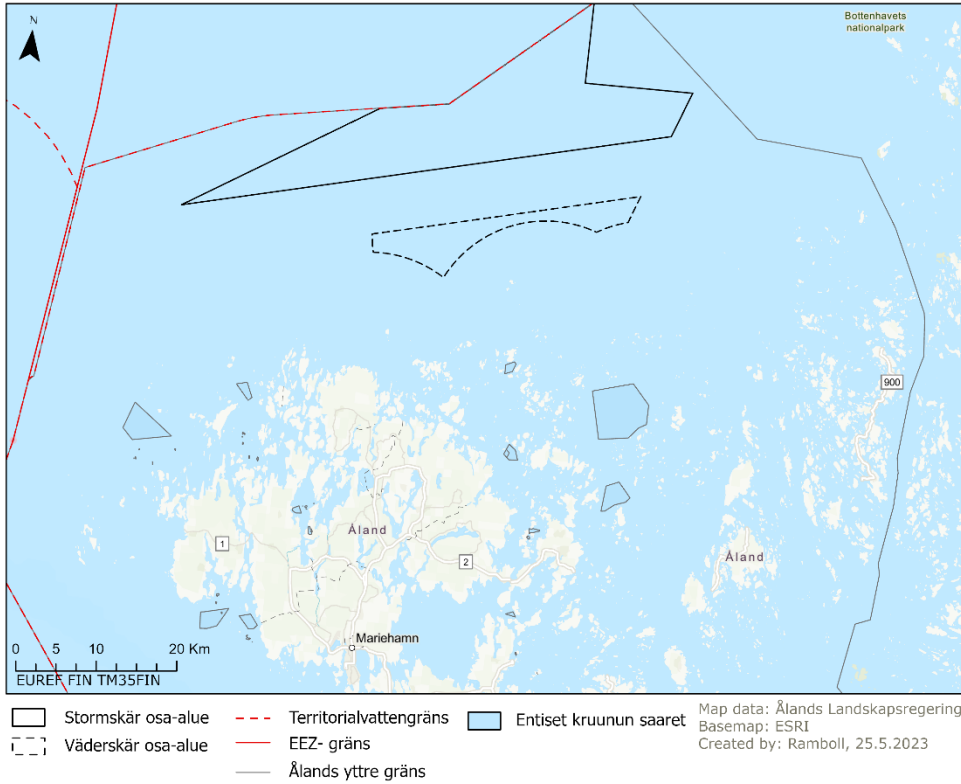 N
Bottenhavets
nationalpark
900
Åland
1
2
Åland
Mariehamn
0 5 10 20 Km
EUREF FIN TM35FIN
Stormskär osa-alue
Väderskär osa-alue
Territorialvattengräns
EEZ- gräns
Ålands yttre gräns
Entiset kruunun saaret
Map data: Ålands Landskapsregering
Basemap: ESRI
Created by: Ramboll, 25.5.2023